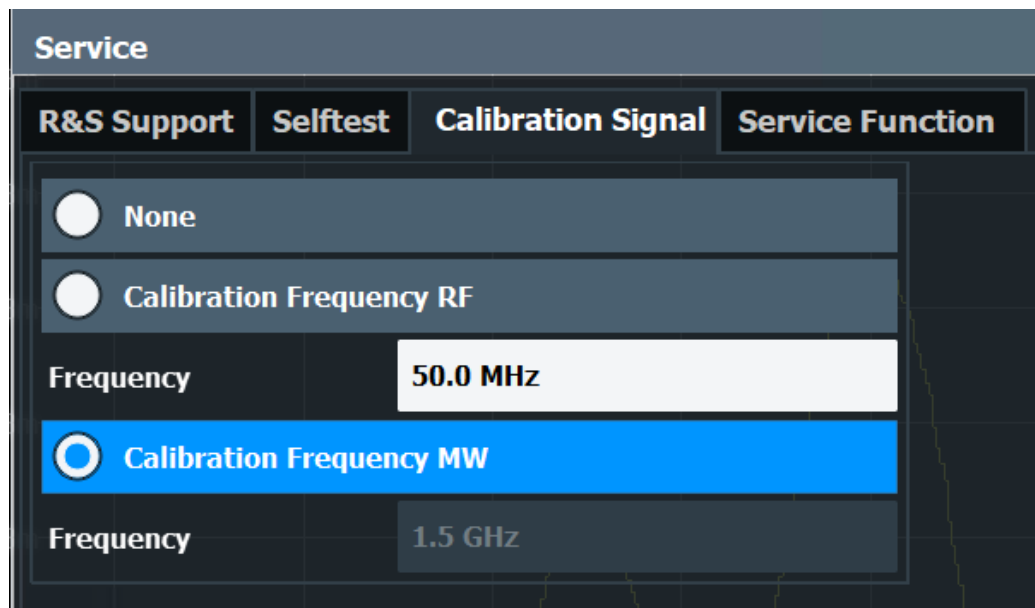 Service
R&S Support Selftest Calibration Signal Service Function
None
Calibration Frequency RF
Frequency 50.0 MHz
Calibration Frequency MW
Frequency 1.5 GHz